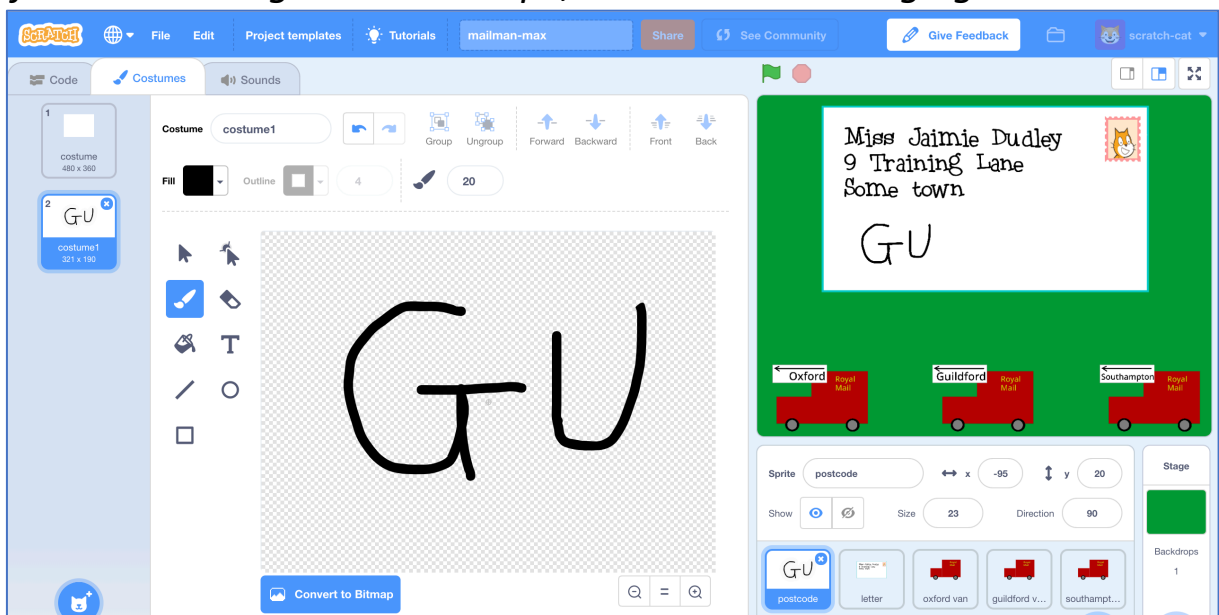 SCRATCH File Edit Project templates Tutorials mailman-max Share See Community Give Feedback scratch-cat
Code Costumes Sounds
1
costume
480 x 360
2
GU
costume1
321 x 190
Costume costume1 Group Ungroup Forward Backward Front Back
Fill Outline 4 20
T
GU
Convert to Bitmap
Miss Jaimie Dudley
9 Training Lane
Some town
GU
Oxford Royal Mail
Guildford Royal Mail
Southampton Royal Mail
Sprite postcode x -95 y 20
Show Size 23 Direction 90
GU
postcode letter oxford van guildford v... southampt...
Stage
Backdrops
1